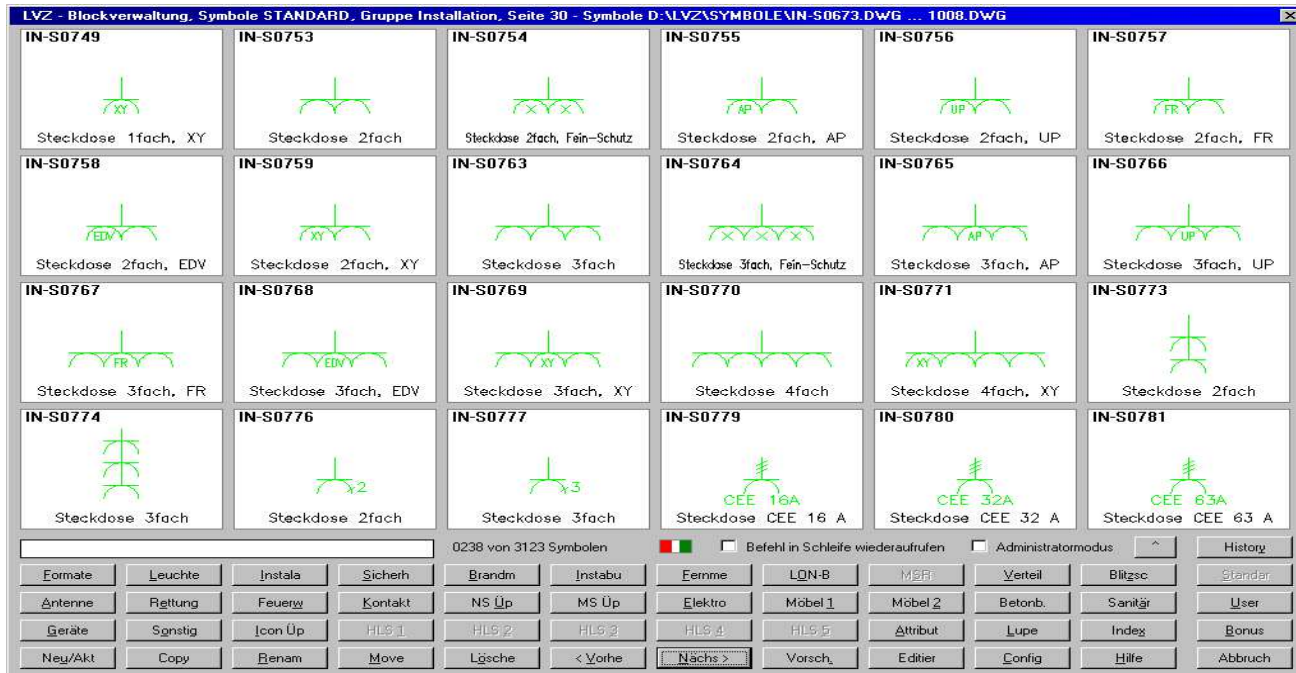 LVZ - Blockverwaltung, Symbole STANDARD, Gruppe Installation, Seite 30 - Symbole D:\LVZ\SYMBOLE\IN-S0673.DWG ... 1008.DWG
IN-S0749 IN-S0753 IN-S0754 IN-S0755 IN-S0756 IN-S0757
XY X X AP UP FR
Steckdose 1fach, XY Steckdose 2fach Steckdose 2fach, Fein-Schutz Steckdose 2fach, AP Steckdose 2fach, UP Steckdose 2fach, FR
IN-S0758 IN-S0759 IN-S0763 IN-S0764 IN-S0765 IN-S0766
EDV XY X X X AP UP
Steckdose 2fach, EDV Steckdose 2fach, XY Steckdose 3fach Steckdose 3fach, Fein-Schutz Steckdose 3fach, AP Steckdose 3fach, UP
IN-S0767 IN-S0768 IN-S0769 IN-S0770 IN-S0771 IN-S0773
FR EDV XY XY
Steckdose 3fach, FR Steckdose 3fach, EDV Steckdose 3fach, XY Steckdose 4fach Steckdose 4fach, XY Steckdose 2fach
IN-S0774 IN-S0776 IN-S0777 IN-S0779 IN-S0780 IN-S0781
x2 x3 CEE 16A CEE 32A CEE 63A
Steckdose 3fach Steckdose 2fach Steckdose 3fach Steckdose CEE 16 A Steckdose CEE 32 A Steckdose CEE 63 A
0238 von 3123 Symbolen Befehl in Schleife wiederaufrufen Administratormodus ^ History
Formate Leuchte Instala Sicherh Brandm Instabu Fernme LON-B MSR Verteil Blitzsc Standar
Antenne Rettung Feuerw Kontakt NS Üp MS Üp Elektro Möbel 1 Möbel 2 Betonb. Sanitär User
Geräte Sonstig Icon Üp HLS 1 HLS 2 HLS 3 HLS 4 HLS 5 Attribut Lupe Index Bonus
Neu/Akt Copy Renam Move Lösche < Vorhe Nächs > Vorsch. Editier Config Hilfe Abbruch